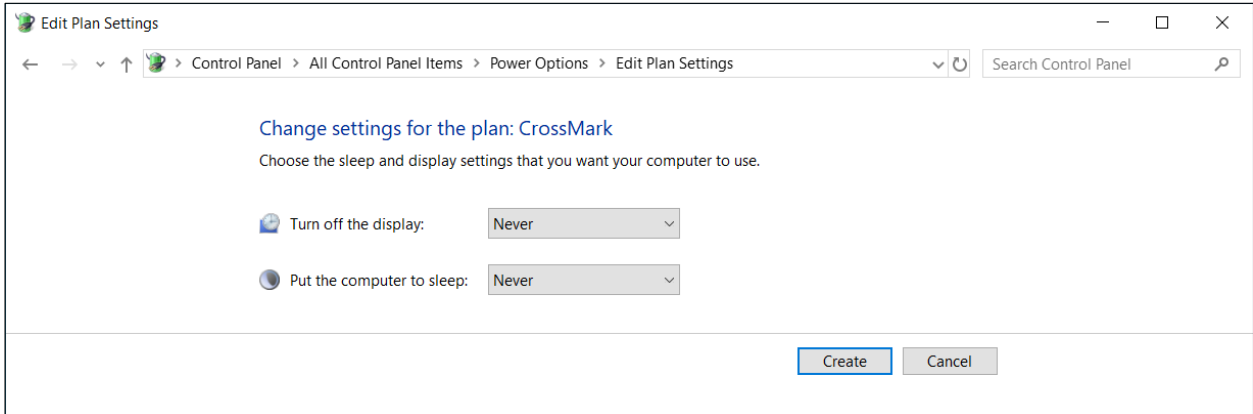 Edit Plan Settings
Control Panel > All Control Panel Items > Power Options > Edit Plan Settings
Search Control Panel
Change settings for the plan: CrossMark
Choose the sleep and display settings that you want your computer to use.
Turn off the display: Never
Put the computer to sleep: Never
Create Cancel